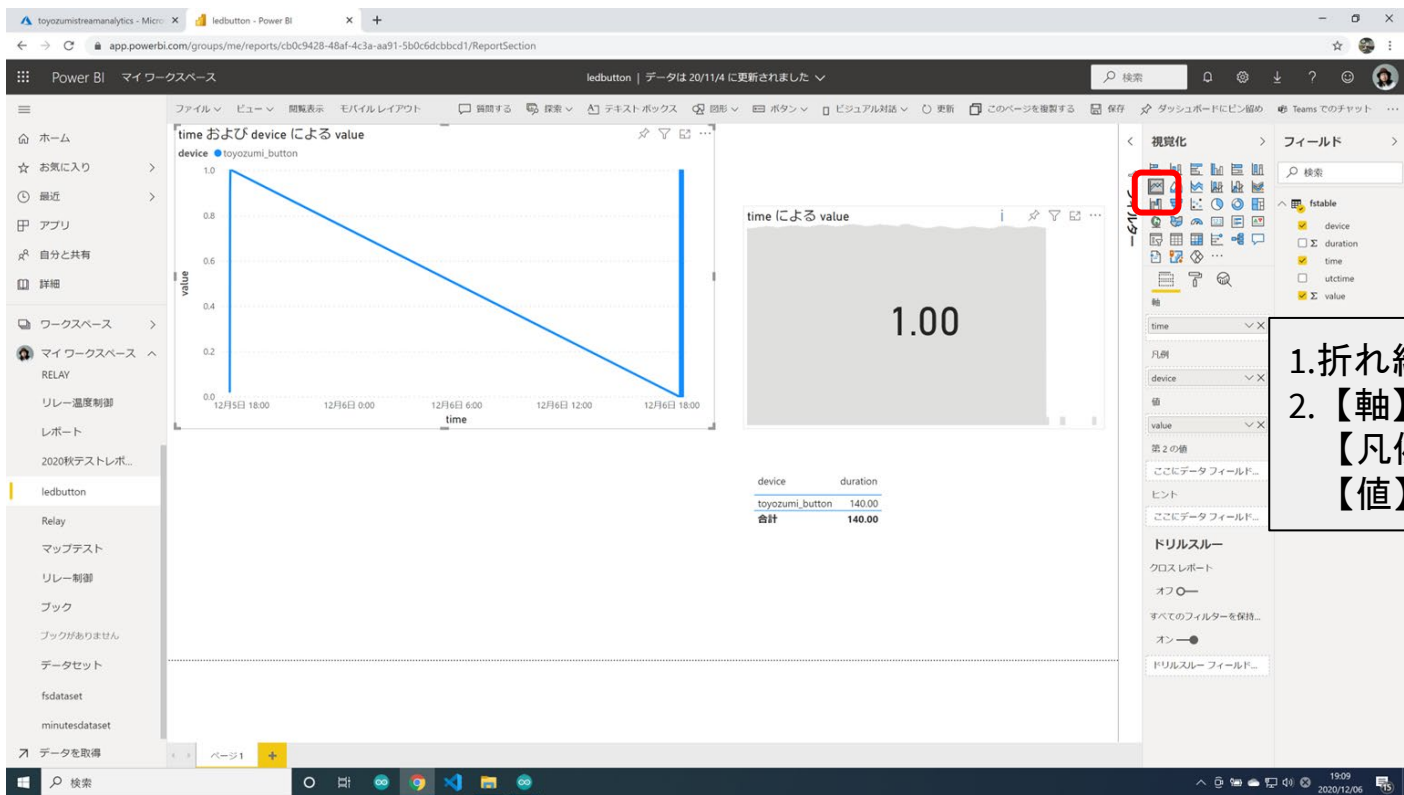 toyozumistreamanalytics - Micro
ledbutton - Power BI
app.powerbi.com/groups/me/reports/cb0c9428-48af-4c3a-aa91-5b0c6dcbbcd1/ReportSection
Power BI マイ ワークスペース
ledbutton | データは 20/11/4 に更新されました
検索
ファイル ビュー 閲覧表示 モバイル レイアウト 質問する 探索 テキスト ボックス 図形 ボタン ビジュアル対話 更新 このページを複製する 保存 ダッシュボードにピン留め Teams でのチャット
ホーム
お気に入り
最近
アプリ
自分と共有
詳細
ワークスペース
マイ ワークスペース
RELAY
リレー温度制御
レポート
2020秋テストレポ...
ledbutton
Relay
マップテスト
リレー制御
ブック
ブックがありません
データセット
fsdataset
minutesdataset
データを取得
time および device による value
device toyozumi_button
1.0
0.8
0.6
0.4
0.2
0.0
value
12月5日 18:00 12月6日 0:00 12月6日 6:00 12月6日 12:00 12月6日 18:00
time
time による value
1.00
device duration
toyozumi_button 140.00
合計 140.00
ページ1
フィルター
視覚化
軸
time
凡例
device
値
value
第 2 の値
ここにデータ フィールド...
ヒント
ここにデータ フィールド...
ドリルスルー
クロス レポート
オフ
すべてのフィルターを保持...
オン
ドリルスルー フィールド...
フィールド
検索
fstable
device
Σ duration
time
utctime
Σ value
1.折れ
2.【軸】
【凡
【値】
検索
19:09
2020/12/06
15